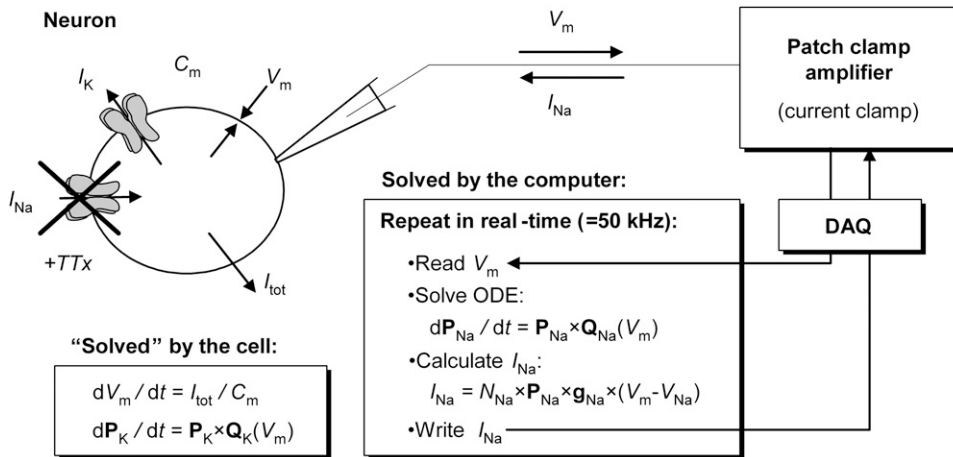 Neuron
V_m
Patch clamp
amplifier
(current clamp)
I_K
C_m
V_m
I_Na
I_Na
+TTx
I_tot
Solved by the computer:
Repeat in real-time (=50 kHz):
•Read V_m
•Solve ODE:
dP_Na / dt = P_Na×Q_Na(V_m)
•Calculate I_Na:
I_Na = N_Na×P_Na×g_Na×(V_m-V_Na)
•Write I_Na
DAQ
“Solved” by the cell:
dV_m / dt = I_tot / C_m
dP_K / dt = P_K×Q_K(V_m)